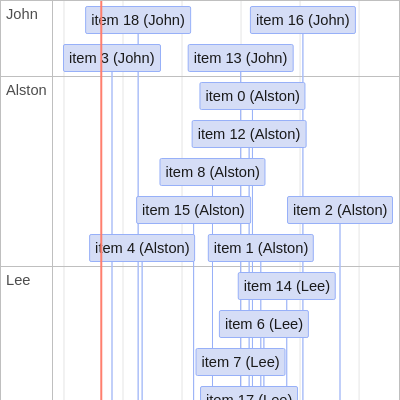 John
item 18 (John)
item 16 (John)
item 3 (John)
item 13 (John)
Alston
item 0 (Alston)
item 12 (Alston)
item 8 (Alston)
item 15 (Alston)
item 2 (Alston)
item 4 (Alston)
item 1 (Alston)
Lee
item 14 (Lee)
item 6 (Lee)
item 7 (Lee)
item 17 (Lee)